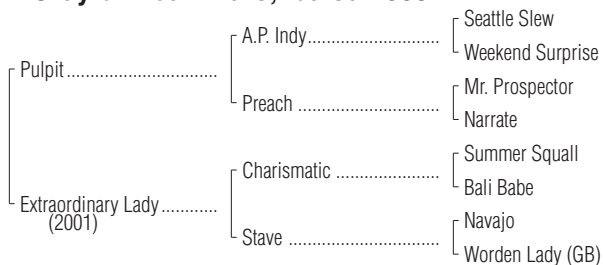 Seattle Slew
A.P. Indy
Weekend Surprise
Pulpit
Mr. Prospector
Preach
Narrate
Summer Squall
Charismatic
Bali Babe
Extraordinary Lady
(2001)
Navajo
Stave
Worden Lady (GB)